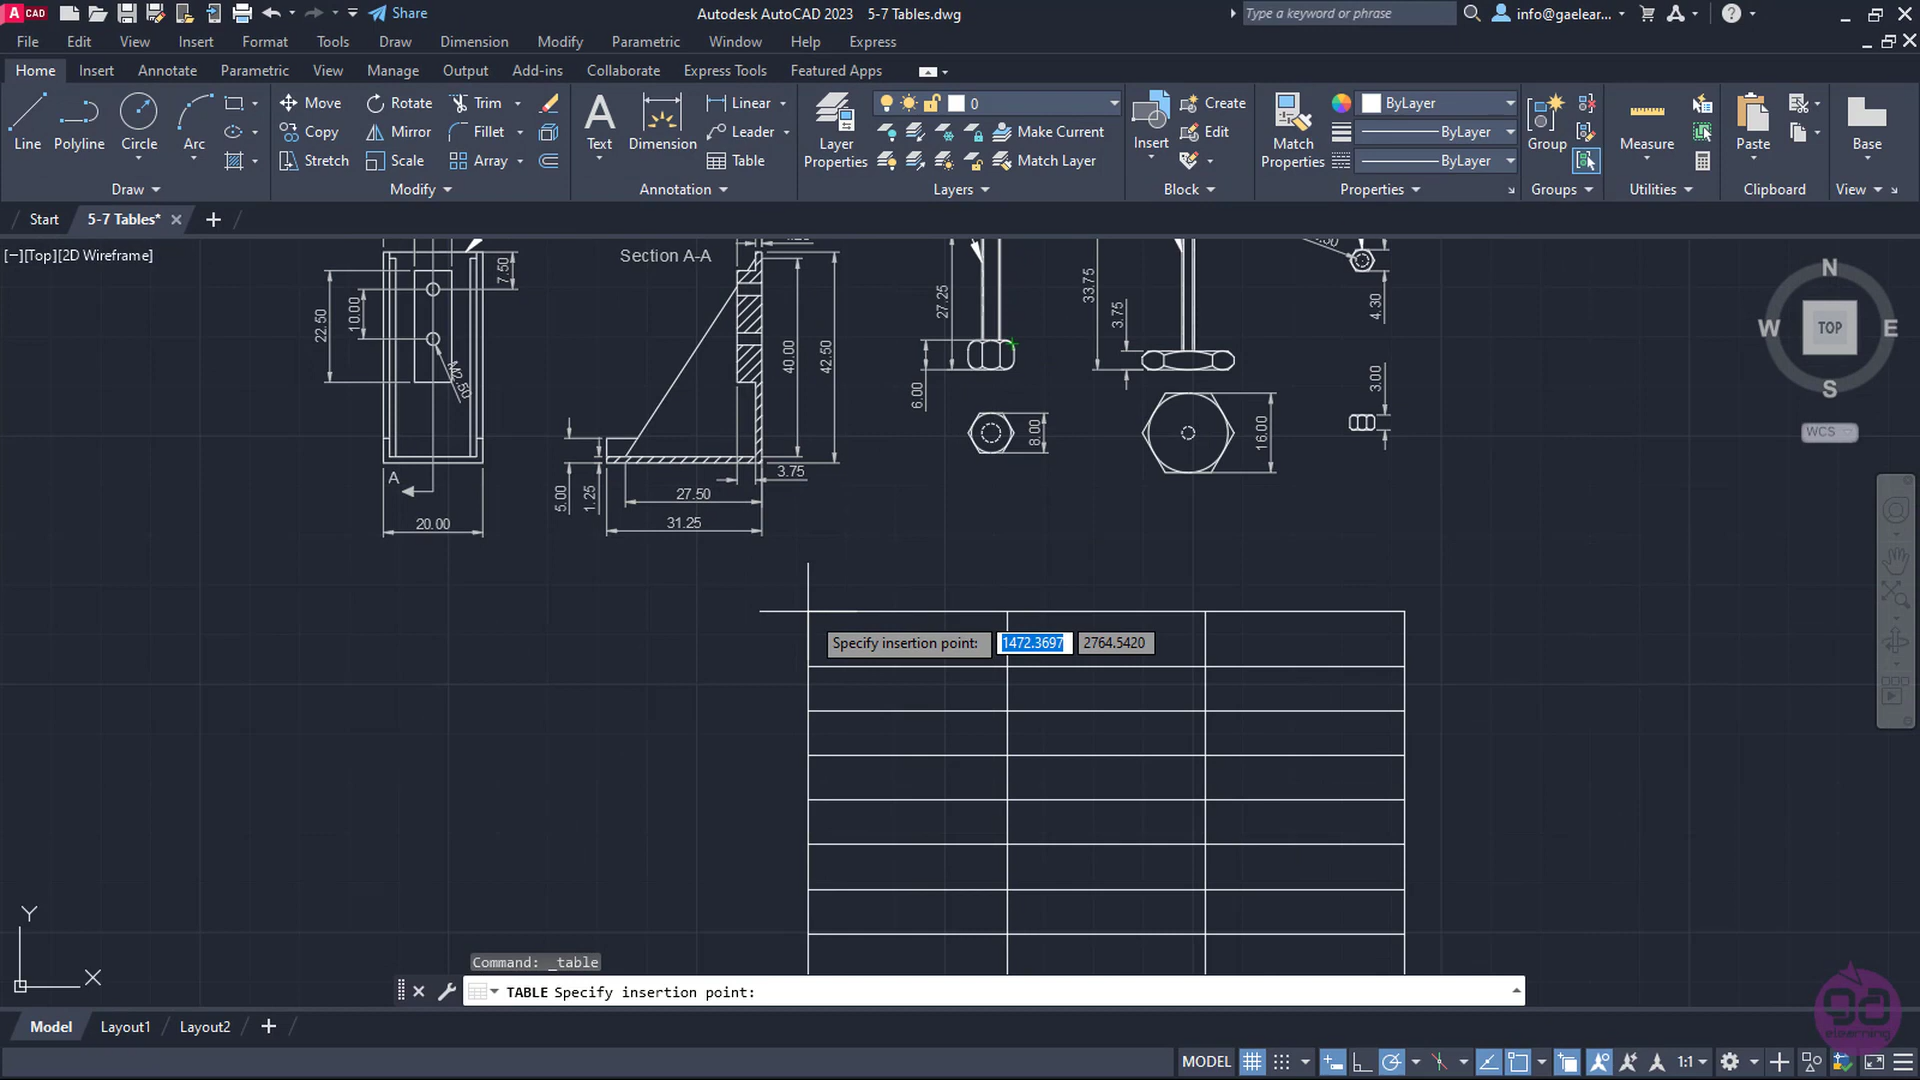 A CAD Share Autodesk AutoCAD 2023 5-7 Tables.dwg Type a keyword or phrase info@gaelear...
File Edit View Insert Format Tools Draw Dimension Modify Parametric Window Help Express
Home Insert Annotate Parametric View Manage Output Add-ins Collaborate Express Tools Featured Apps
Line Polyline Circle Arc
Move Rotate Trim
Copy Mirror Fillet
Stretch Scale Array
Text Dimension
Linear
Leader
Table
Layer Properties
0
Make Current
Match Layer
Insert
Create
Edit
Match Properties
ByLayer
ByLayer
ByLayer
Group Measure Paste Base
Draw Modify Annotation Layers Block Properties Groups Utilities Clipboard View
Start 5-7 Tables*
[−][Top][2D Wireframe]
Section A-A
7.50
22.50
10.00
M2.50
A
20.00
40.00
42.50
3.75
5.00
1.25
27.50
31.25
27.25
6.00
8.00
33.75
3.75
16.00
4.30
3.00
N
W TOP E
S
WCS
Specify insertion point: 1472.3697 2764.5420
Y
X
Command: _table
TABLE Specify insertion point:
Model Layout1 Layout2
MODEL 1:1
ga
elearning